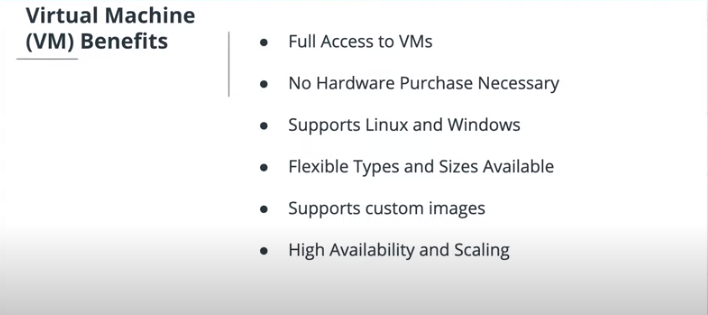 Virtual Machine
(VM) Benefits
● Full Access to VMs
● No Hardware Purchase Necessary
● Supports Linux and Windows
● Flexible Types and Sizes Available
● Supports custom images
● High Availability and Scaling